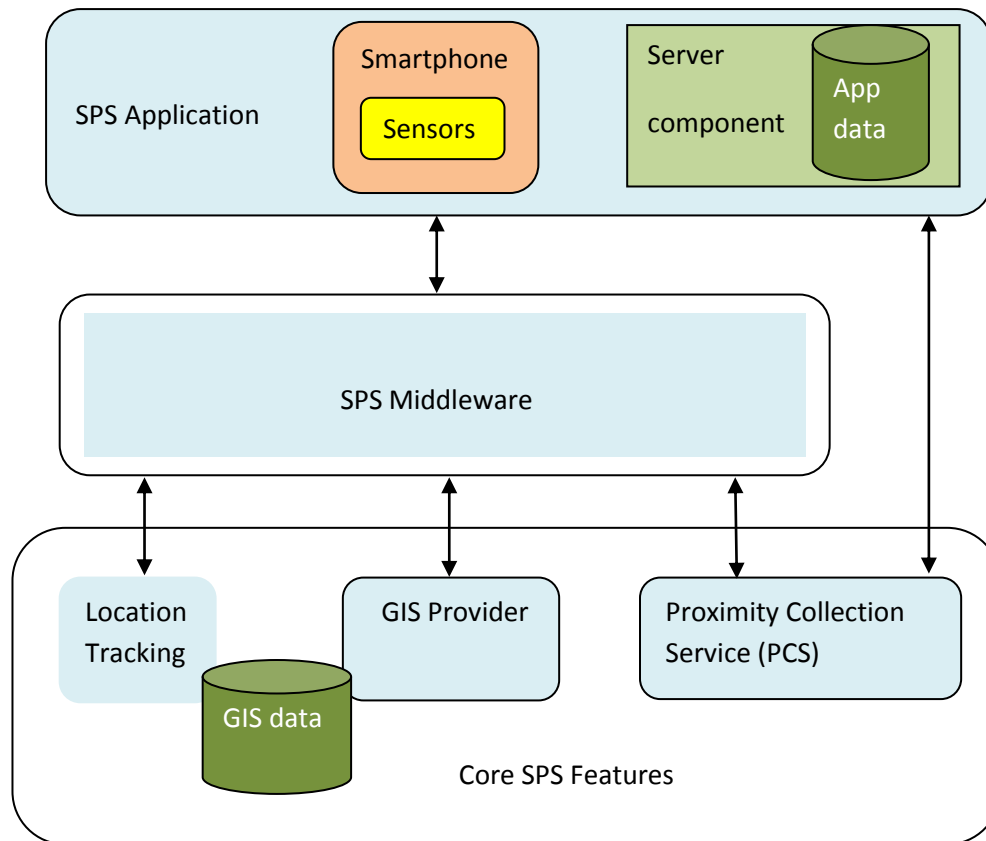 SPS Application
Smartphone
Sensors
Server
component
App
data
SPS Middleware
Location
Tracking
GIS Provider
Proximity Collection
Service (PCS)
GIS data
Core SPS Features